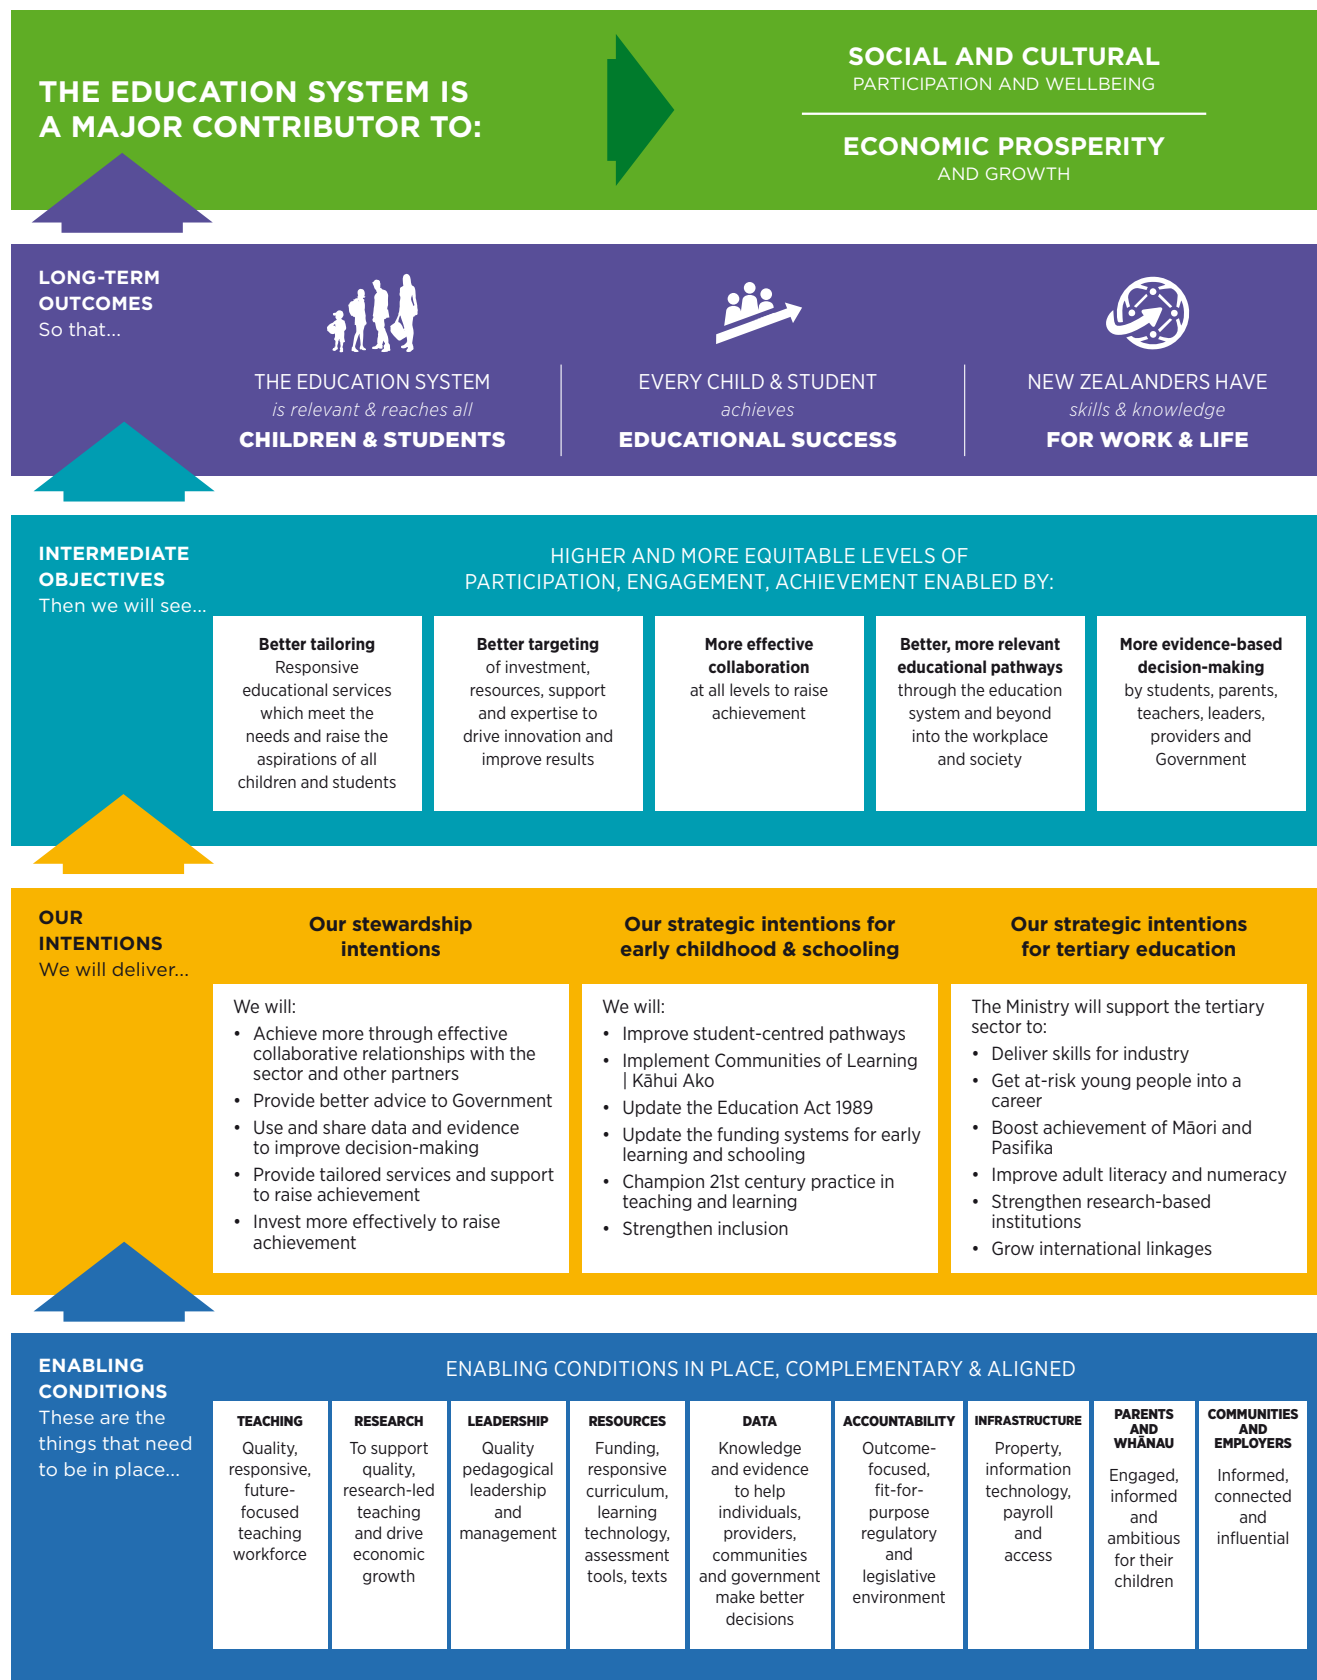 THE EDUCATION SYSTEM IS
A MAJOR CONTRIBUTOR TO:
SOCIAL AND CULTURAL
PARTICIPATION AND WELLBEING
ECONOMIC PROSPERITY
AND GROWTH
LONG-TERM
OUTCOMES
So that...
THE EDUCATION SYSTEM
is relevant & reaches all
CHILDREN & STUDENTS
EVERY CHILD & STUDENT
achieves
EDUCATIONAL SUCCESS
NEW ZEALANDERS HAVE
skills & knowledge
FOR WORK & LIFE
INTERMEDIATE
OBJECTIVES
Then we will see...
HIGHER AND MORE EQUITABLE LEVELS OF
PARTICIPATION, ENGAGEMENT, ACHIEVEMENT ENABLED BY:
Better tailoring
Responsive
educational services
which meet the
needs and raise the
aspirations of all
children and students
Better targeting
of investment,
resources, support
and expertise to
drive innovation and
improve results
More effective
collaboration
at all levels to raise
achievement
Better, more relevant
educational pathways
through the education
system and beyond
into the workplace
and society
More evidence-based
decision-making
by students, parents,
teachers, leaders,
providers and
Government
OUR
INTENTIONS
We will deliver...
Our stewardship
intentions
We will:
• Achieve more through effective
collaborative relationships with the
sector and other partners
• Provide better advice to Government
• Use and share data and evidence
to improve decision-making
• Provide tailored services and support
to raise achievement
• Invest more effectively to raise
achievement
Our strategic intentions for
early childhood & schooling
We will:
• Improve student-centred pathways
• Implement Communities of Learning
| Kāhui Ako
• Update the Education Act 1989
• Update the funding systems for early
learning and schooling
• Champion 21st century practice in
teaching and learning
• Strengthen inclusion
Our strategic intentions
for tertiary education
The Ministry will support the tertiary
sector to:
• Deliver skills for industry
• Get at-risk young people into a
career
• Boost achievement of Māori and
Pasifika
• Improve adult literacy and numeracy
• Strengthen research-based
institutions
• Grow international linkages
ENABLING
CONDITIONS
These are the
things that need
to be in place...
ENABLING CONDITIONS IN PLACE, COMPLEMENTARY & ALIGNED
TEACHING
Quality,
responsive,
future-
focused
teaching
workforce
RESEARCH
To support
quality,
research-led
teaching
and drive
economic
growth
LEADERSHIP
Quality
pedagogical
leadership
and
management
RESOURCES
Funding,
responsive
curriculum,
learning
technology,
assessment
tools, texts
DATA
Knowledge
and evidence
to help
individuals,
providers,
communities
and government
make better
decisions
ACCOUNTABILITY
Outcome-
focused,
fit-for-
purpose
regulatory
and
legislative
environment
INFRASTRUCTURE
Property,
information
technology,
payroll
and
access
PARENTS
AND
WHĀNAU
Engaged,
informed
and
ambitious
for their
children
COMMUNITIES
AND
EMPLOYERS
Informed,
connected
and
influential